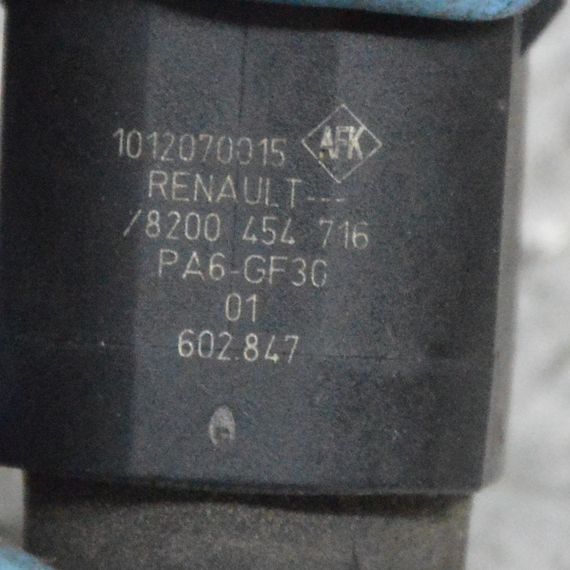 1012070015 AFK
RENAULT---
/8200 454 716
PA6-GF30
01
602.847